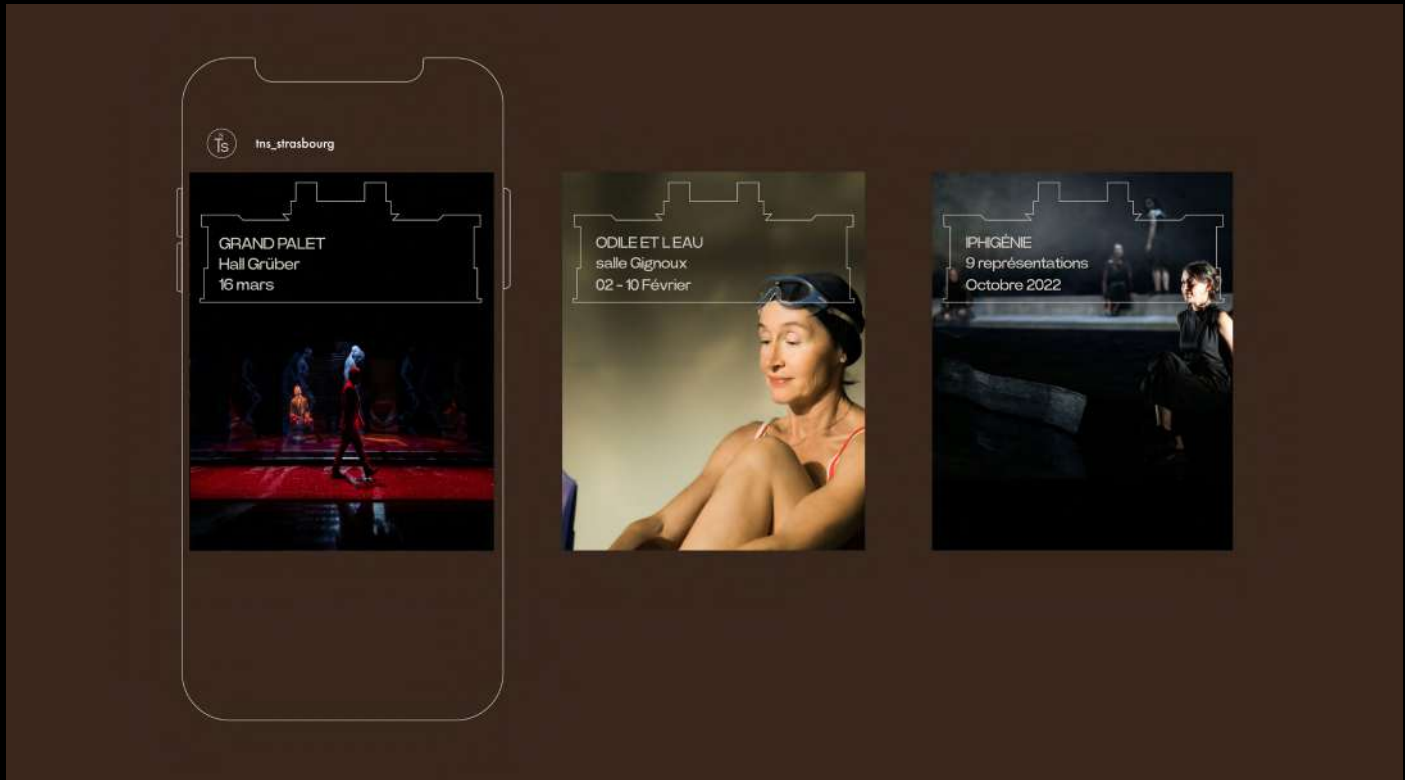 TS
tns_strasbourg
GRAND PALET
Hall Grüber
16 mars
ODILE ET L EAU
salle Gignoux
02 - 10 Février
IPHIGÉNIE
9 représentations
Octobre 2022